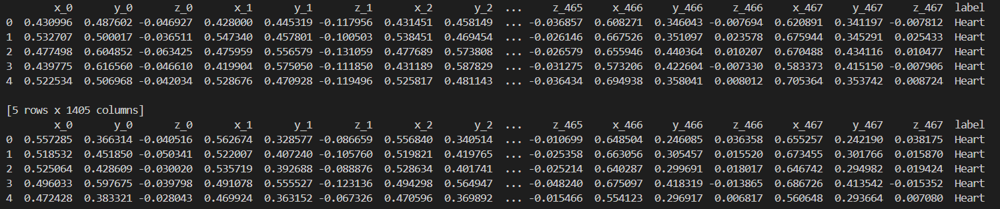 x_0 y_0 z_0 x_1 y_1 z_1 x_2 y_2 ... z_465 x_466 y_466 z_466 x_467 y_467 z_467 label
0 0.430996 0.487602 -0.046927 0.428000 0.445319 -0.117956 0.431451 0.458149 ... -0.036857 0.608271 0.346043 -0.007694 0.620891 0.341197 -0.007812 Heart
1 0.532707 0.500017 -0.036511 0.547340 0.457801 -0.100503 0.538451 0.469454 ... -0.026146 0.667526 0.351097 0.023578 0.675944 0.345291 0.025433 Heart
2 0.477498 0.604852 -0.063425 0.475959 0.556579 -0.131059 0.477689 0.573808 ... -0.026579 0.655946 0.440364 0.010207 0.670488 0.434116 0.010477 Heart
3 0.439775 0.616560 -0.046610 0.419904 0.575050 -0.111850 0.431189 0.587829 ... -0.031275 0.573206 0.422604 -0.007330 0.583373 0.415150 -0.007906 Heart
4 0.522534 0.506968 -0.042034 0.528676 0.470928 -0.119496 0.525817 0.481143 ... -0.036434 0.694938 0.358041 0.008012 0.705364 0.353742 0.008724 Heart
[5 rows x 1405 columns]
x_0 y_0 z_0 x_1 y_1 z_1 x_2 y_2 ... z_465 x_466 y_466 z_466 x_467 y_467 z_467 label
0 0.557285 0.366314 -0.040516 0.562674 0.328577 -0.086659 0.556840 0.340514 ... -0.010699 0.648504 0.246085 0.036358 0.655257 0.242190 0.038175 Heart
1 0.518532 0.451850 -0.050341 0.522007 0.407240 -0.105760 0.519821 0.419765 ... -0.025358 0.663056 0.305457 0.015520 0.673455 0.301766 0.015870 Heart
2 0.525064 0.428609 -0.030020 0.535719 0.392688 -0.088876 0.528634 0.401741 ... -0.025214 0.640287 0.299691 0.018017 0.646742 0.294982 0.019424 Heart
3 0.496033 0.597675 -0.039798 0.491078 0.555527 -0.123136 0.494298 0.564947 ... -0.048240 0.675097 0.418319 -0.013865 0.686726 0.413542 -0.015352 Heart
4 0.472428 0.383321 -0.028043 0.469924 0.363152 -0.067326 0.470596 0.369892 ... -0.015466 0.554123 0.296917 0.006817 0.560648 0.293664 0.007080 Heart